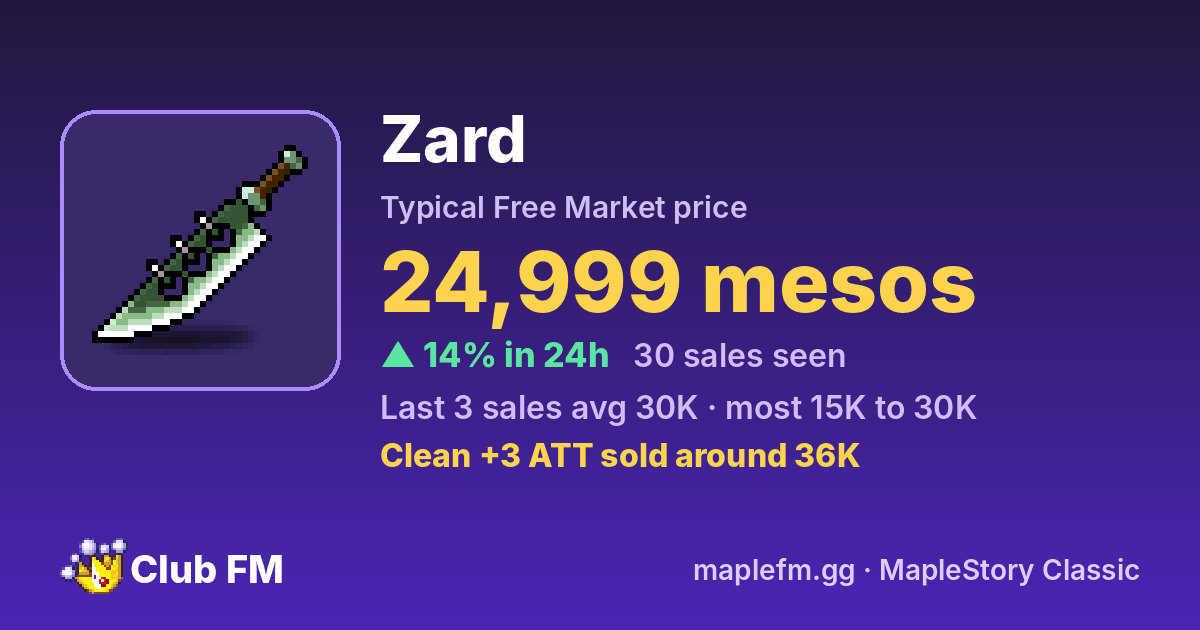 Zard
Typical Free Market price
24,999 mesos
▲ 14% in 24h 30 sales seen
Last 3 sales avg 30K · most 15K to 30K
Clean +3 ATT sold around 36K
Club FM
maplefm.gg · MapleStory Classic